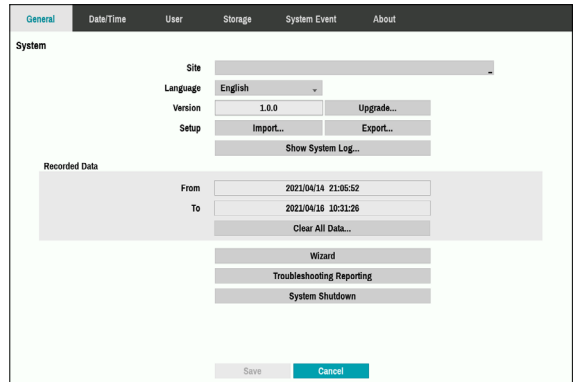 General Date/Time User Storage System Event About
System
Site
Language English
Version 1.0.0 Upgrade...
Setup Import... Export...
Show System Log...
Recorded Data
From 2021/04/14 21:05:52
To 2021/04/16 10:31:26
Clear All Data...
Wizard
Troubleshooting Reporting
System Shutdown
Save Cancel